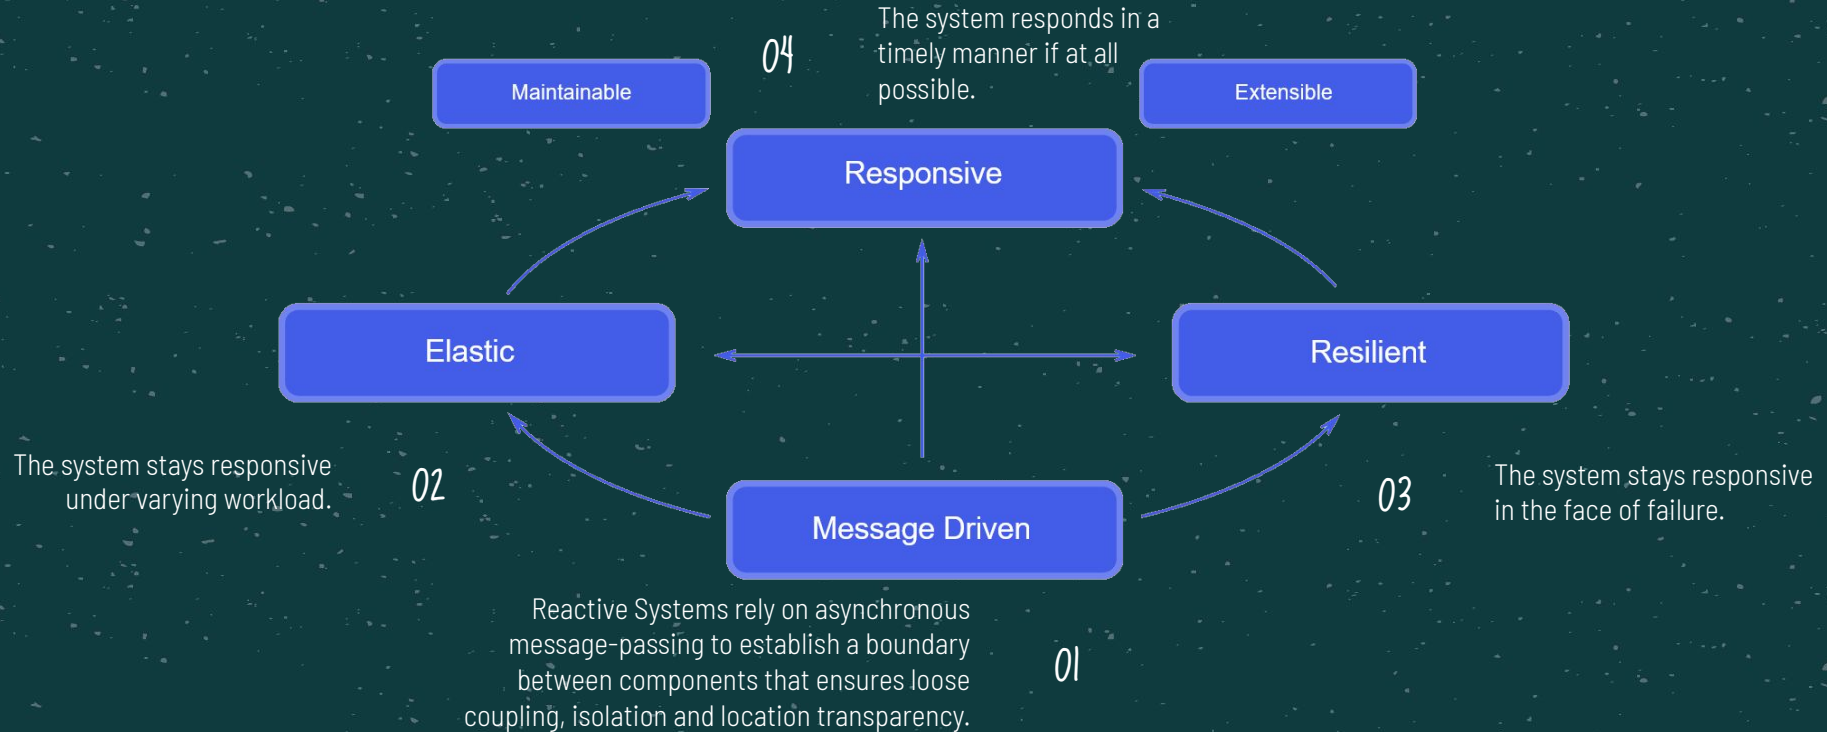 The system responds in a
timely manner if at all
possible.
04
Maintainable
Extensible
Responsive
Elastic
Resilient
The system stays responsive
under varying workload.
02
03
The system stays responsive
in the face of failure.
Message Driven
Reactive Systems rely on asynchronous
message-passing to establish a boundary
between components that ensures loose
coupling, isolation and location transparency.
01